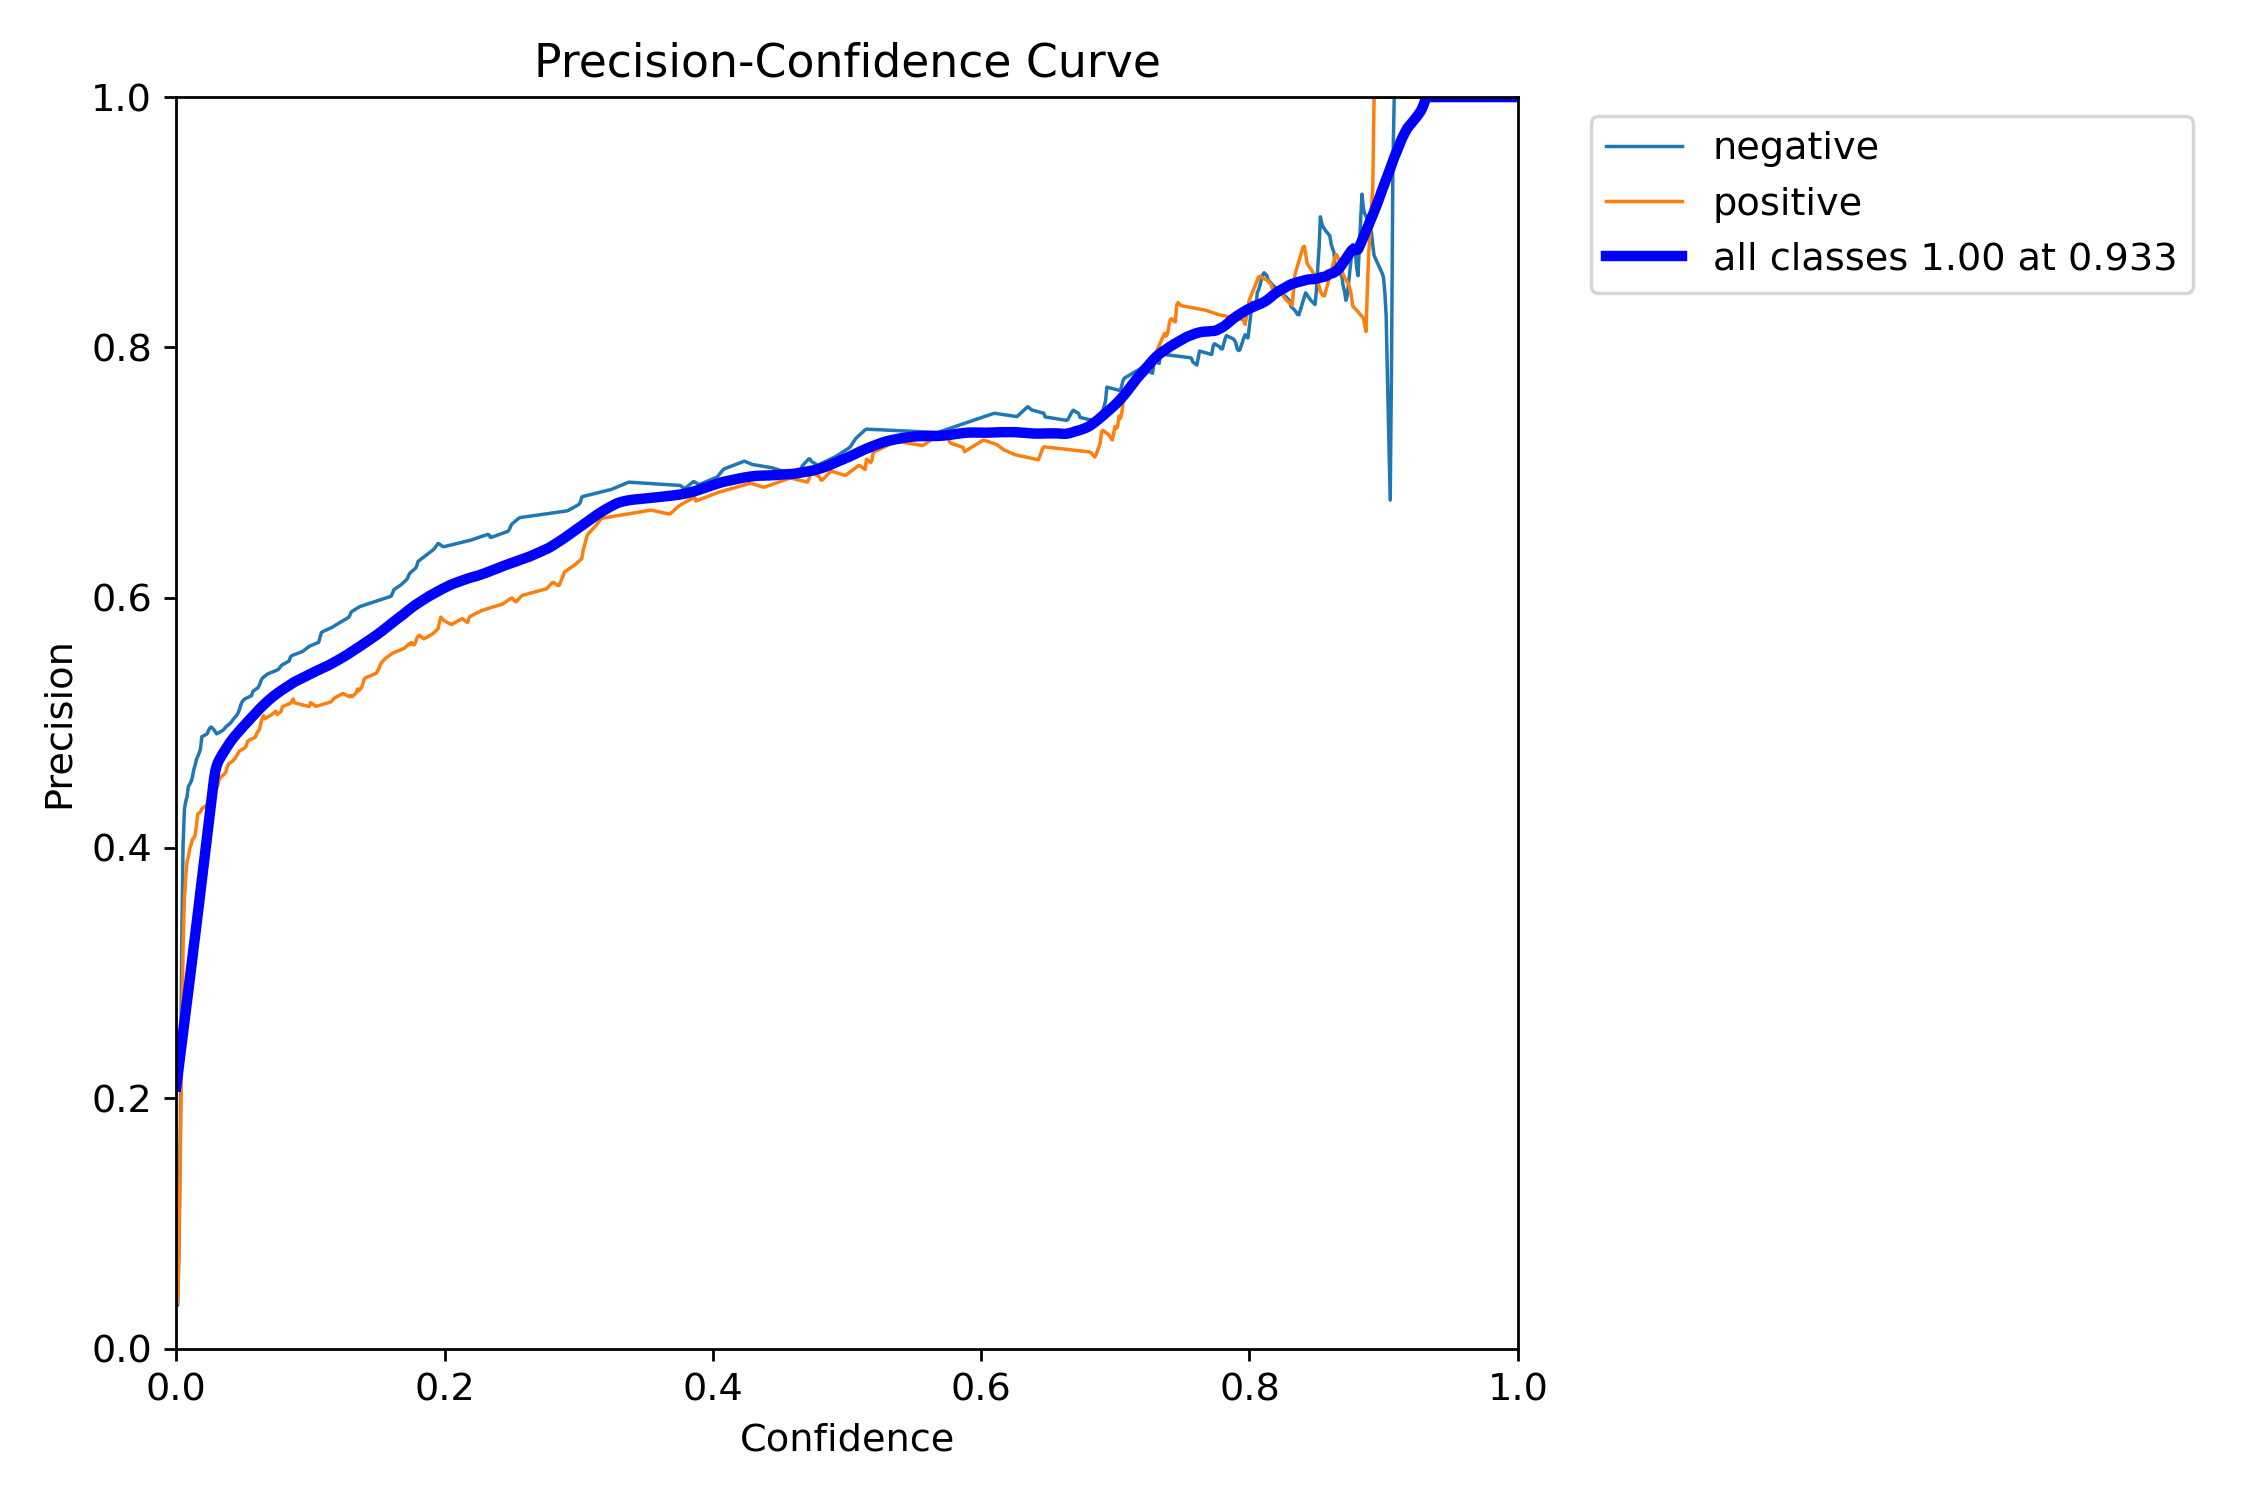 Precision-Confidence Curve
1.0
0.8
0.6
0.4
0.2
0.0
Precision
0.0 0.2 0.4 0.6 0.8 1.0
Confidence
negative
positive
all classes 1.00 at 0.933